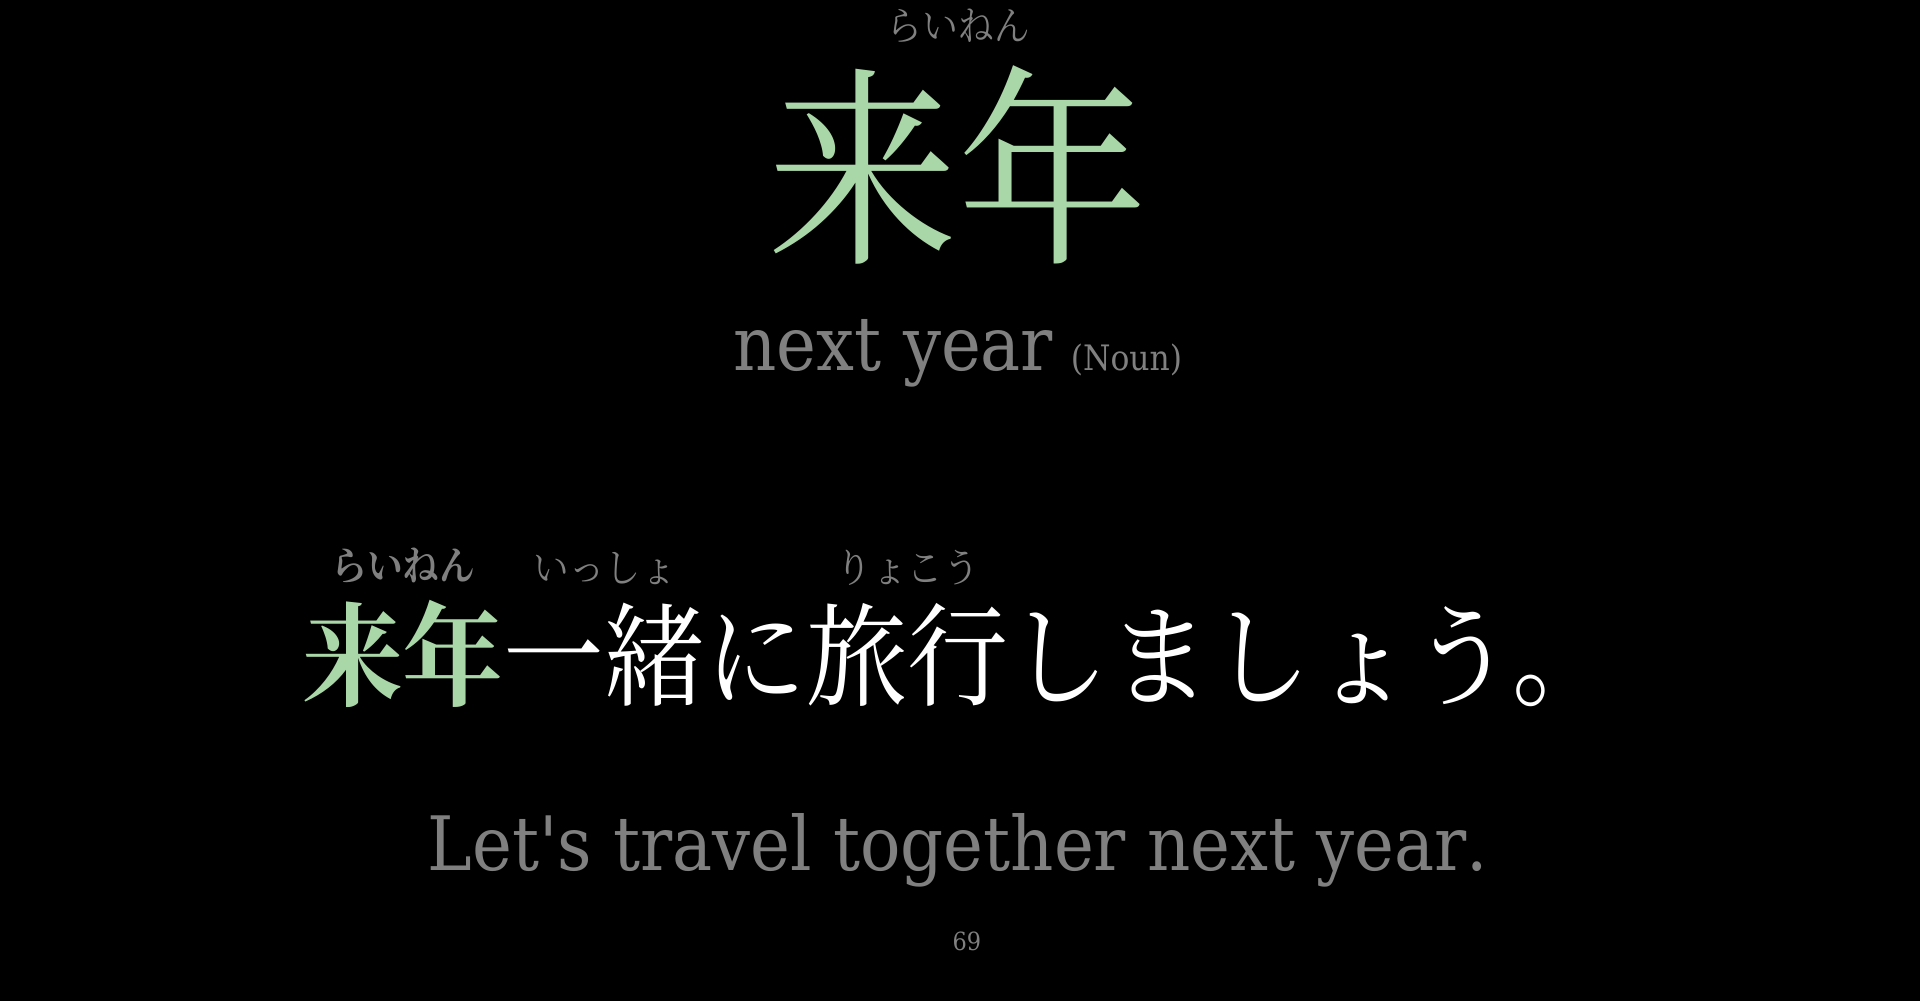 らいねん
来年
next year (Noun)
らいねん いっしょ りょこう
来年一緒に旅行しましょう。
Let's travel together next year.
69